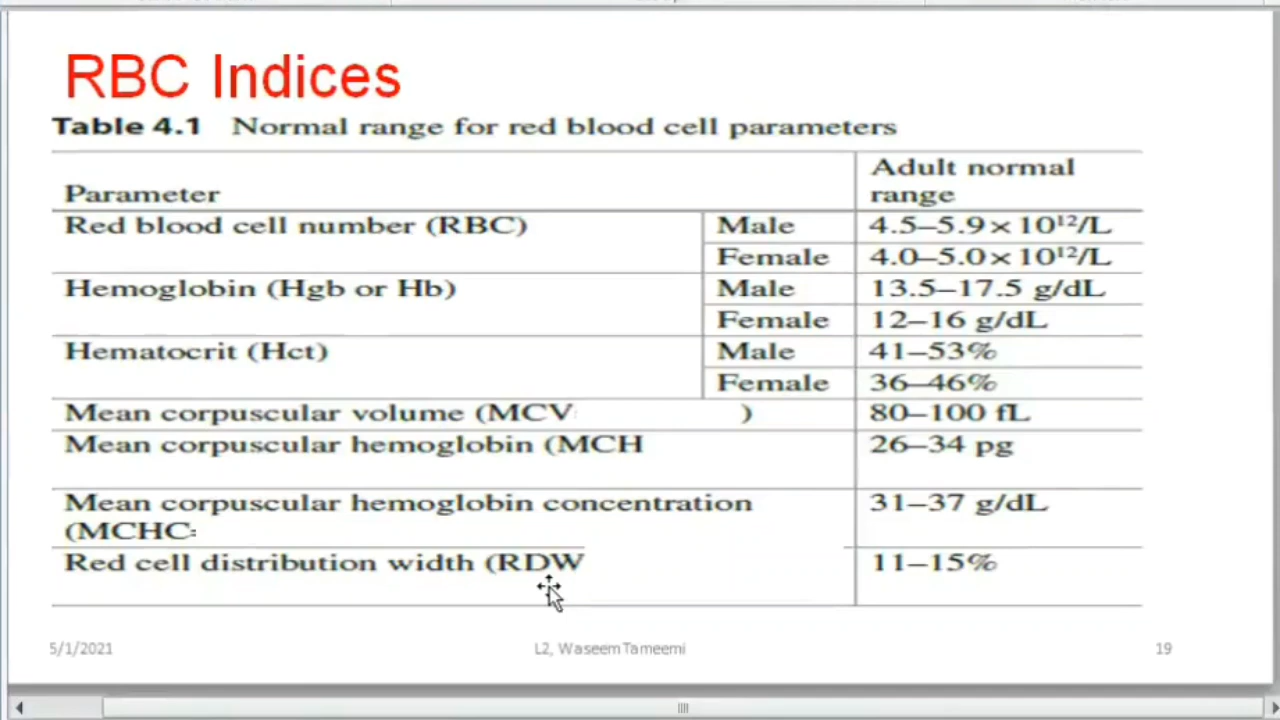 RBC Indices
Table 4.1 Normal range for red blood cell parameters
Parameter Adult normal range
Red blood cell number (RBC) Male 4.5–5.9 × 10¹²/L
Female 4.0–5.0 × 10¹²/L
Hemoglobin (Hgb or Hb) Male 13.5–17.5 g/dL
Female 12–16 g/dL
Hematocrit (Hct) Male 41–53%
Female 36–46%
Mean corpuscular volume (MCV ) 80–100 fL
Mean corpuscular hemoglobin (MCH 26–34 pg
Mean corpuscular hemoglobin concentration 31–37 g/dL
(MCHC
Red cell distribution width (RDW 11–15%
5/1/2021 L2, Waseem Tameemi 19